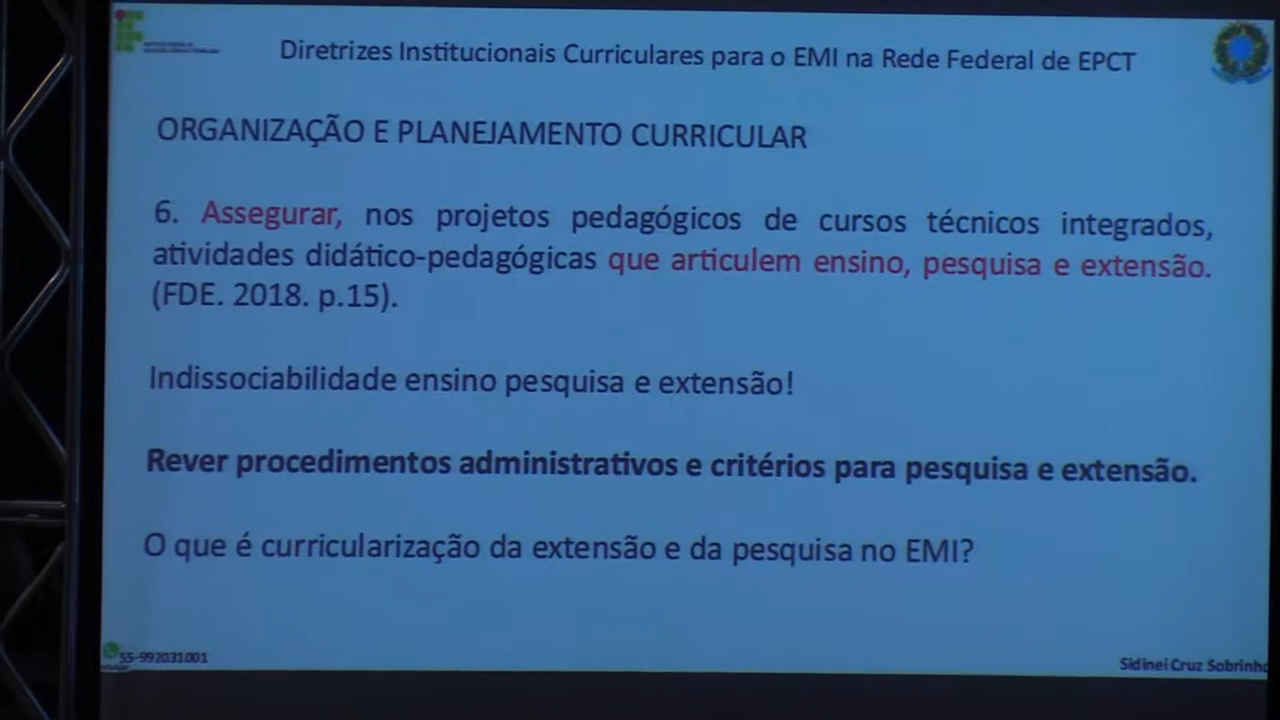 Diretrizes Institucionais Curriculares para o EMI na Rede Federal de EPCT
ORGANIZAÇÃO E PLANEJAMENTO CURRICULAR
6. Assegurar, nos projetos pedagógicos de cursos técnicos integrados,
atividades didático-pedagógicas que articulem ensino, pesquisa e extensão.
(FDE. 2018. p.15).
Indissociabilidade ensino pesquisa e extensão!
Rever procedimentos administrativos e critérios para pesquisa e extensão.
O que é curricularização da extensão e da pesquisa no EMI?
55-992031001
Sidinei Cruz Sobrinho